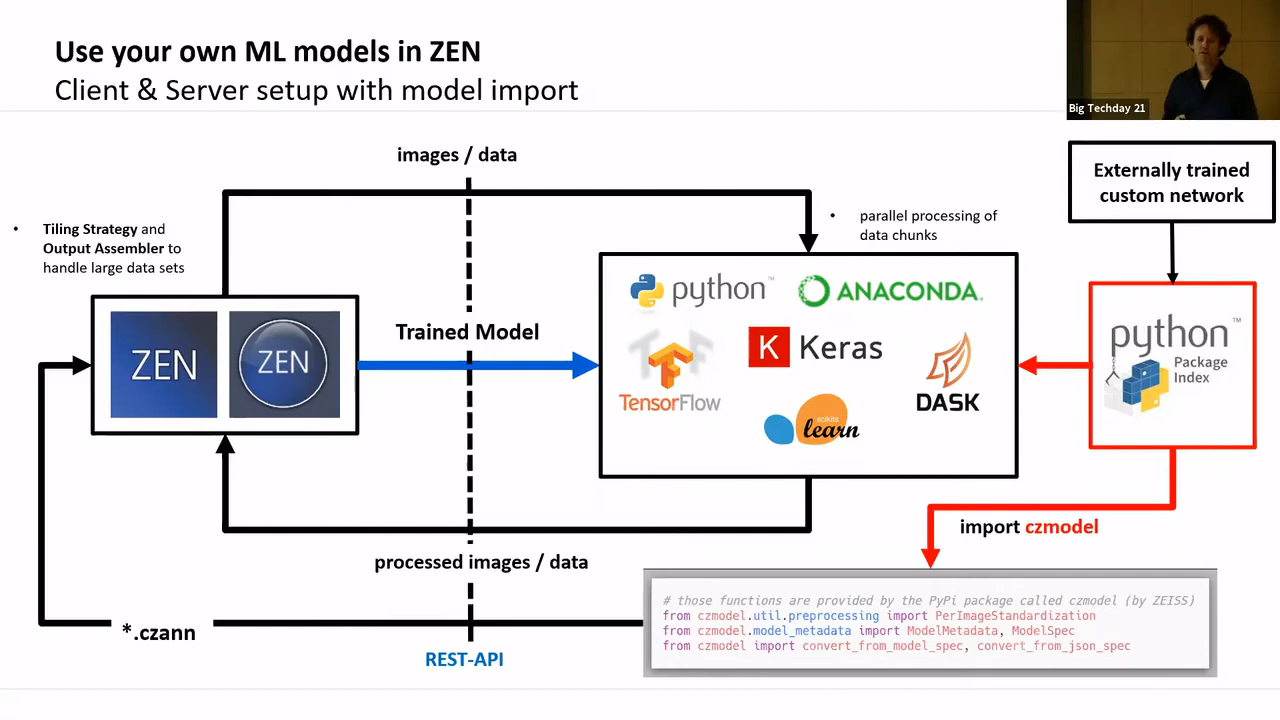 Use your own ML models in ZEN
Client & Server setup with model import
Big Techday 21
images / data
Externally trained
custom network
• Tiling Strategy and
Output Assembler to
handle large data sets
• parallel processing of
data chunks
python™
ANACONDA.
ZEN
ZEN
Trained Model
K Keras
TensorFlow
DASK
scikits
learn
python™
Package
Index
import czmodel
processed images / data
# those functions are provided by the PyPi package called czmodel (by ZEISS)
from czmodel.util.preprocessing import PerImageStandardization
from czmodel.model_metadata import ModelMetadata, ModelSpec
from czmodel import convert_from_model_spec, convert_from_json_spec
*.czann
REST-API